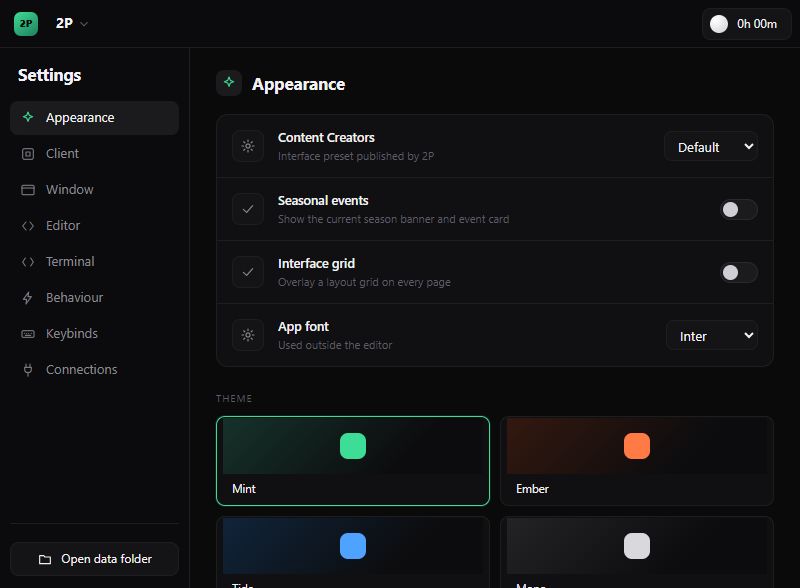 2P
2P
0h 00m
Settings
Appearance
Client
Window
Editor
Terminal
Behaviour
Keybinds
Connections
Open data folder
Appearance
Content Creators
Interface preset published by 2P
Default
Seasonal events
Show the current season banner and event card
Interface grid
Overlay a layout grid on every page
App font
Used outside the editor
Inter
THEME
Mint
Ember
Tide
Mono